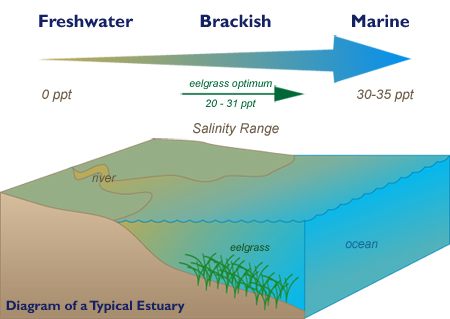 Freshwater Brackish Marine
eelgrass optimum
0 ppt 20 - 31 ppt 30-35 ppt
Salinity Range
river
ocean
eelgrass
Diagram of a Typical Estuary